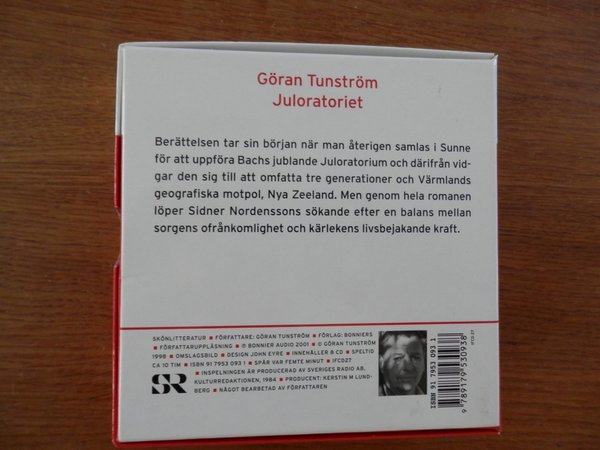 Göran Tunström
Juloratoriet
Berättelsen tar sin början när man återigen samlas i Sunne
för att uppföra Bachs jublande Juloratorium och därifrån vid-
gar den sig till att omfatta tre generationer och Värmlands
geografiska motpol, Nya Zeeland. Men genom hela romanen
löper Sidner Nordenssons sökande efter en balans mellan
sorgens ofrånkomlighet och kärlekens livsbejakande kraft.
SKÖNLITTERATUR ■ FÖRFATTARE: GÖRAN TUNSTRÖM ■ FÖRLAG: BONNIERS
■ FÖRFATTARUPPLÄSNING ■ ℗ BONNIER AUDIO 2001 ■ © GÖRAN TUNSTRÖM
1998 ■ OMSLAGSBILD ■ DESIGN JOHN EYRE ■ INNEHÅLLER 8 CD ■ SPELTID
CA 10 TIM ■ ISBN 91 7953 093 1 ■ SPÅR VAR FEMTE MINUT ■ IFCD27
■ INSPELNINGEN ÄR PRODUCERAD AV SVERIGES RADIO AB,
KULTURREDAKTIONEN, 1984 ■ PRODUCENT: KERSTIN M LUND-
BERG ■ NÅGOT BEARBETAD AV FÖRFATTAREN
SR
ISBN 91 7953 093 1
9 789179 530938
IFCD 27